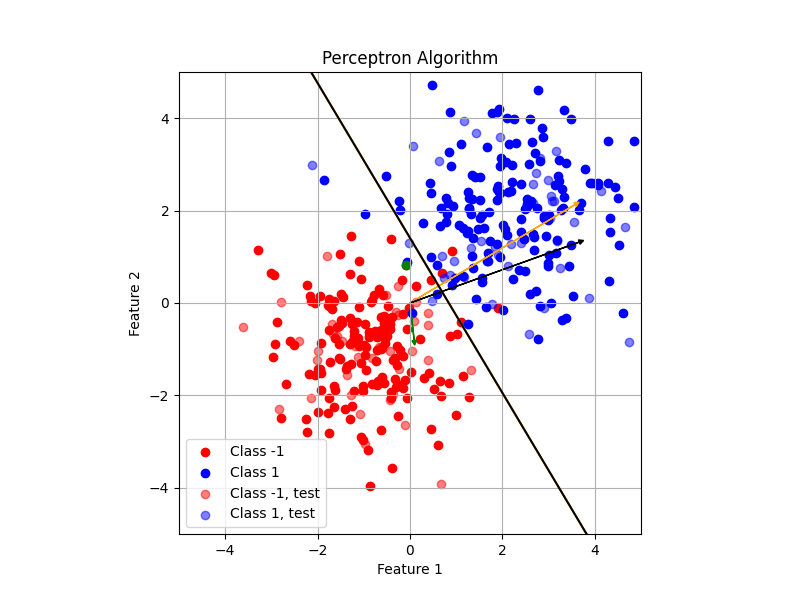 Perceptron Algorithm
4
2
0
−2
−4
Feature 2
Class -1
Class 1
Class -1, test
Class 1, test
−4
−2
0
2
4
Feature 1